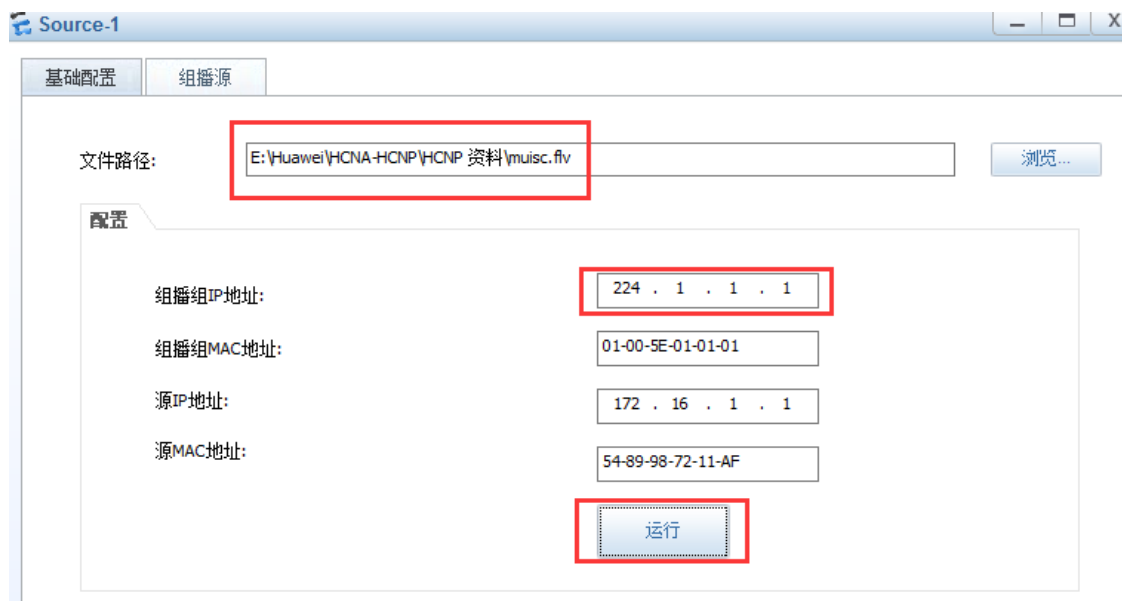 Source-1
基础配置 组播源
文件路径: E:\Huawei\HCNA-HCNP\HCNP 资料\muisc.flv 浏览...
配置
组播组IP地址: 224 . 1 . 1 . 1
组播组MAC地址: 01-00-5E-01-01-01
源IP地址: 172 . 16 . 1 . 1
源MAC地址: 54-89-98-72-11-AF
运行